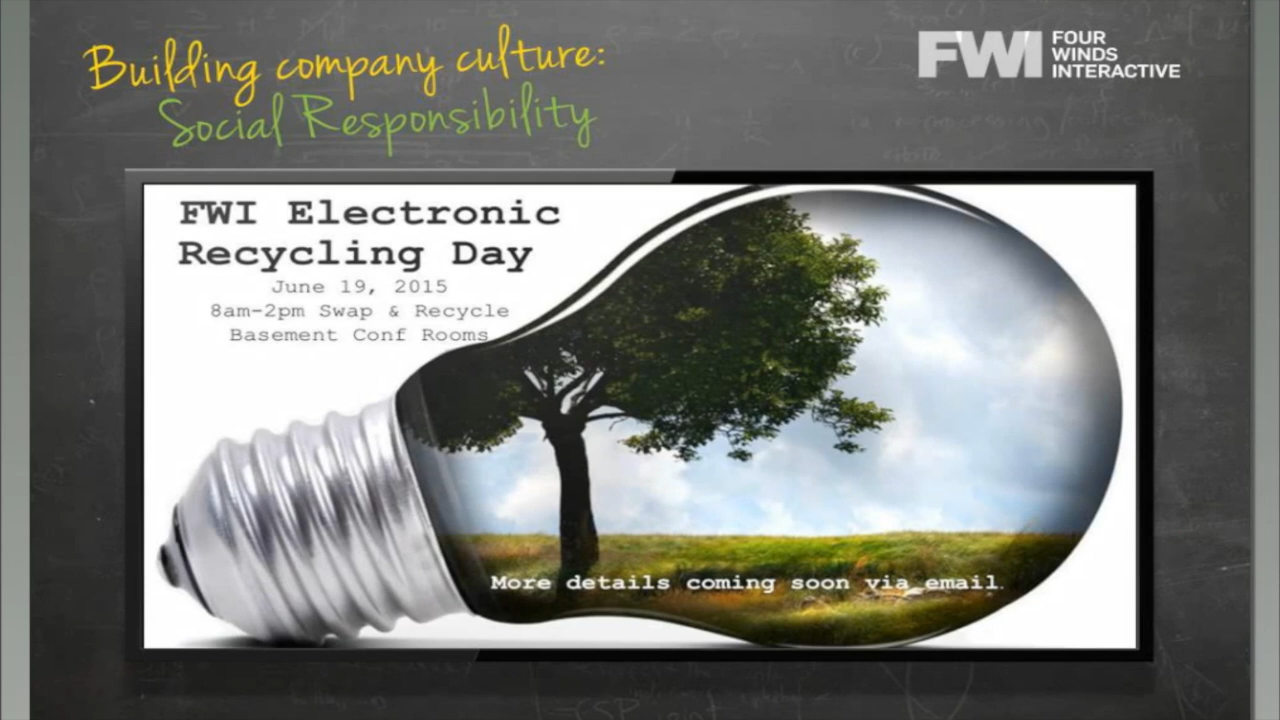 Building company culture:
Social Responsibility
FWI FOUR
WINDS
INTERACTIVE
FWI Electronic
Recycling Day
June 19, 2015
8am-2pm Swap & Recycle
Basement Conf Rooms
More details coming soon via email.